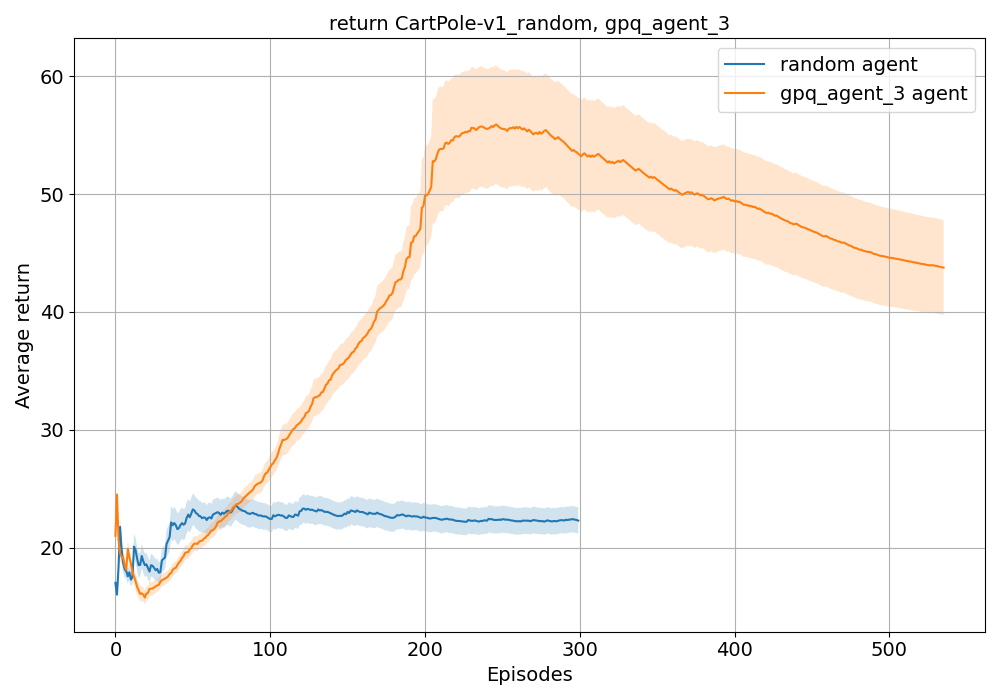 return CartPole-v1_random, gpq_agent_3
random agent
gpq_agent_3 agent
Average return
60
50
40
30
20
0 100 200 300 400 500
Episodes